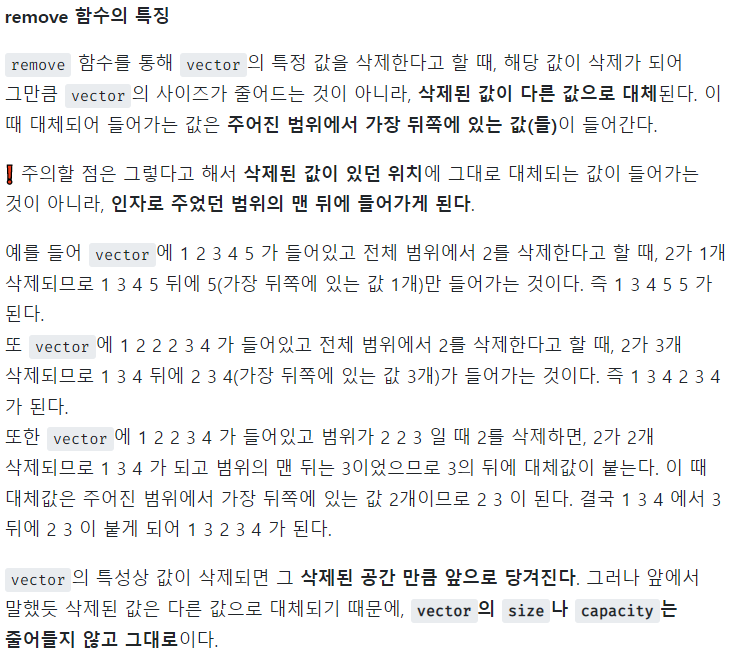 remove 함수의 특징
remove 함수를 통해 vector의 특정 값을 삭제한다고 할 때, 해당 값이 삭제가 되어
그만큼 vector의 사이즈가 줄어드는 것이 아니라, 삭제된 값이 다른 값으로 대체된다. 이
때 대체되어 들어가는 값은 주어진 범위에서 가장 뒤쪽에 있는 값(들)이 들어간다.
❗ 주의할 점은 그렇다고 해서 삭제된 값이 있던 위치에 그대로 대체되는 값이 들어가는
것이 아니라, 인자로 주었던 범위의 맨 뒤에 들어가게 된다.
예를 들어 vector에 1 2 3 4 5 가 들어있고 전체 범위에서 2를 삭제한다고 할 때, 2가 1개
삭제되므로 1 3 4 5 뒤에 5(가장 뒤쪽에 있는 값 1개)만 들어가는 것이다. 즉 1 3 4 5 5 가
된다.
또 vector에 1 2 2 2 3 4 가 들어있고 전체 범위에서 2를 삭제한다고 할 때, 2가 3개
삭제되므로 1 3 4 뒤에 2 3 4(가장 뒤쪽에 있는 값 3개)가 들어가는 것이다. 즉 1 3 4 2 3 4
가 된다.
또한 vector에 1 2 2 3 4 가 들어있고 범위가 2 2 3 일 때 2를 삭제하면, 2가 2개
삭제되므로 1 3 4 가 되고 범위의 맨 뒤는 3이었으므로 3의 뒤에 대체값이 붙는다. 이 때
대체값은 주어진 범위에서 가장 뒤쪽에 있는 값 2개이므로 2 3 이 된다. 결국 1 3 4 에서 3
뒤에 2 3 이 붙게 되어 1 3 2 3 4 가 된다.
vector의 특성상 값이 삭제되면 그 삭제된 공간 만큼 앞으로 당겨진다. 그러나 앞에서
말했듯 삭제된 값은 다른 값으로 대체되기 때문에, vector의 size나 capacity는
줄어들지 않고 그대로이다.